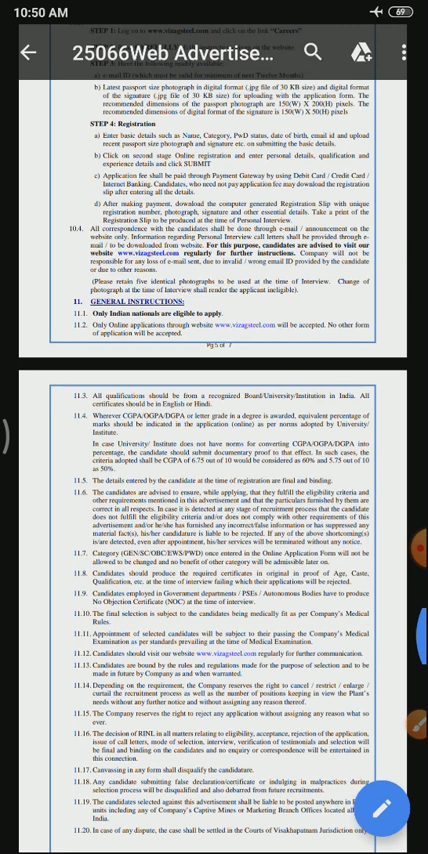 10:50 AM
69
STEP 1: Log on to www.vizagsteel.com and click on the link "Careers"
25066Web Advertise...
a) e-mail ID (which must be valid for minimum of next Twelve Months)
b) Latest passport size photograph in digital format (.jpg file of 30 KB size) and digital format
of the signature (.jpg file of 30 KB size) for uploading with the application form. The
recommended dimensions of the passport photograph are 150(W) X 200(H) pixels. The
recommended dimensions of digital format of the signature is 150(W) X 50(H) pixels
STEP 4: Registration
a) Enter basic details such as Name, Category, PwD status, date of birth, email id and upload
recent passport size photograph and signature etc. on submitting the basic details.
b) Click on second stage Online registration and enter personal details, qualification and
experience details and click SUBMIT
c) Application fee shall be paid through Payment Gateway by using Debit Card / Credit Card /
Internet Banking. Candidates, who need not pay application fee may download the registration
slip after entering all the details.
d) After making payment, download the computer generated Registration Slip with unique
registration number, photograph, signature and other essential details. Take a print of the
Registration Slip to be produced at the time of Personal Interview.
10.4. All correspondence with the candidates shall be done through e-mail / announcement on the
website only. Information regarding Personal Interview call letters shall be provided through e-
mail / to be downloaded from website. For this purpose, candidates are advised to visit our
website www.vizagsteel.com regularly for further instructions. Company will not be
responsible for any loss of e-mail sent, due to invalid / wrong email ID provided by the candidate
or due to other reasons.
(Please retain five identical photographs to be used at the time of Interview. Change of
photograph at the time of Interview shall render the applicant ineligible).
11. GENERAL INSTRUCTIONS:
11.1. Only Indian nationals are eligible to apply.
11.2. Only Online applications through website www.vizagsteel.com will be accepted. No other form
of application will be accepted.
Pg 5 of 7
11.3. All qualifications should be from a recognized Board/University/Institution in India. All
certificates should be in English or Hindi.
11.4. Wherever CGPA/OGPA/DGPA or letter grade in a degree is awarded, equivalent percentage of
marks should be indicated in the application (online) as per norms adopted by University/
Institute.
In case University/ Institute does not have norms for converting CGPA/OGPA/DGPA into
percentage, the candidate should submit documentary proof to that effect. In such cases, the
criteria adopted shall be CGPA of 6.75 out of 10 would be considered as 60% and 5.75 out of 10
as 50%.
11.5. The details entered by the candidate at the time of registration are final and binding.
11.6. The candidates are advised to ensure, while applying, that they fulfill the eligibility criteria and
other requirements mentioned in this advertisement and that the particulars furnished by them are
correct in all respects. In case it is detected at any stage of recruitment process that the candidate
does not fulfill the eligibility criteria and/or does not comply with other requirements of this
advertisement and/or he/she has furnished any incorrect/false information or has suppressed any
material fact(s), his/her candidature is liable to be rejected. If any of the above shortcoming(s)
is/are detected, even after appointment, his/her services will be terminated without any notice.
11.7. Category (GEN/SC/OBC/EWS/PWD) once entered in the Online Application Form will not be
allowed to be changed and no benefit of other category will be admissible later on.
11.8. Candidates should produce the required certificates in original in proof of Age, Caste,
Qualification, etc. at the time of interview failing which their applications will be rejected.
11.9. Candidates employed in Government departments / PSEs / Autonomous Bodies have to produce
No Objection Certificate (NOC) at the time of interview.
11.10. The final selection is subject to the candidates being medically fit as per Company's Medical
Rules.
11.11. Appointment of selected candidates will be subject to their passing the Company's Medical
Examination as per standards prevailing at the time of Medical Examination.
11.12. Candidates should visit our website www.vizagsteel.com regularly for further communication.
11.13. Candidates are bound by the rules and regulations made for the purpose of selection and to be
made in future by Company as and when warranted.
11.14. Depending on the requirement, the Company reserves the right to cancel / restrict / enlarge /
curtail the recruitment process as well as the number of positions keeping in view the Plant's
needs without any further notice and without assigning any reason thereof.
11.15. The Company reserves the right to reject any application without assigning any reason what so
ever.
11.16. The decision of RINL in all matters relating to eligibility, acceptance, rejection of the application,
issue of call letters, mode of selection, interview, verification of testimonials and selection will
be final and binding on the candidates and no enquiry or correspondence will be entertained in
this connection.
11.17. Canvassing in any form shall disqualify the candidature.
11.18. Any candidate submitting false declaration/certificate or indulging in malpractices during
selection process will be disqualified and also debarred from future recruitments.
11.19. The candidates selected against this advertisement shall be liable to be posted anywhere in
units including any of Company's Captive Mines or Marketing Branch Offices located
India.
11.20. In case of any dispute, the case shall be settled in the Courts of Visakhapatnam Jurisdiction only